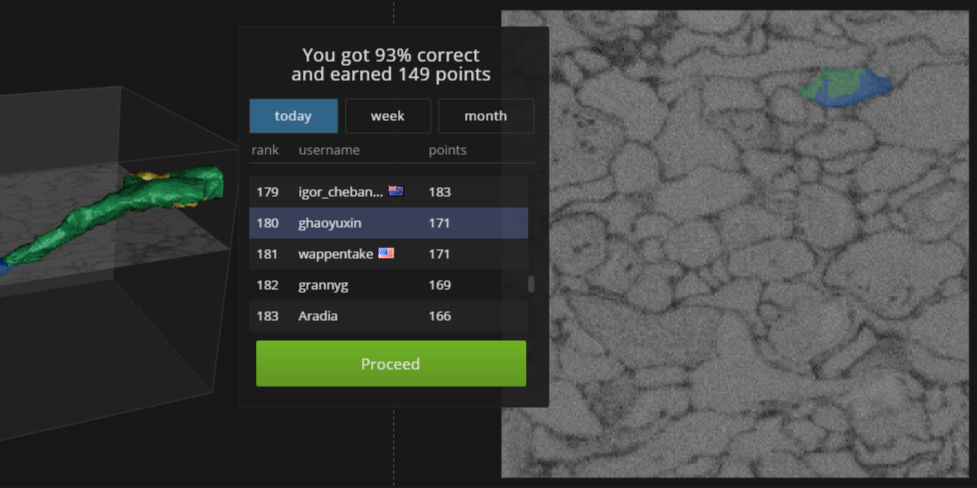 You got 93% correct
and earned 149 points
today week month
rank username points
179 igor_cheban... 183
180 ghaoyuxin 171
181 wappentake 171
182 grannyg 169
183 Aradia 166
Proceed